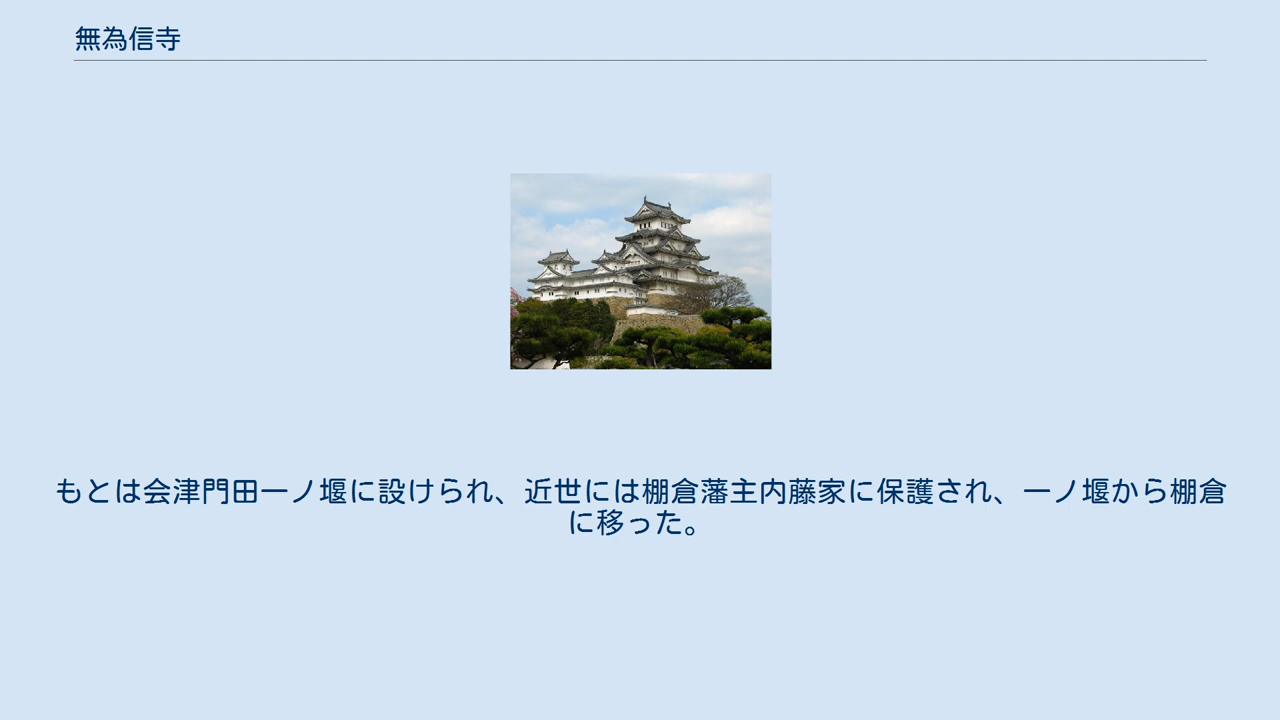 無為信寺
もとは会津門田一ノ堰に設けられ、近世には棚倉藩主内藤家に保護され、一ノ堰から棚倉
に移った。